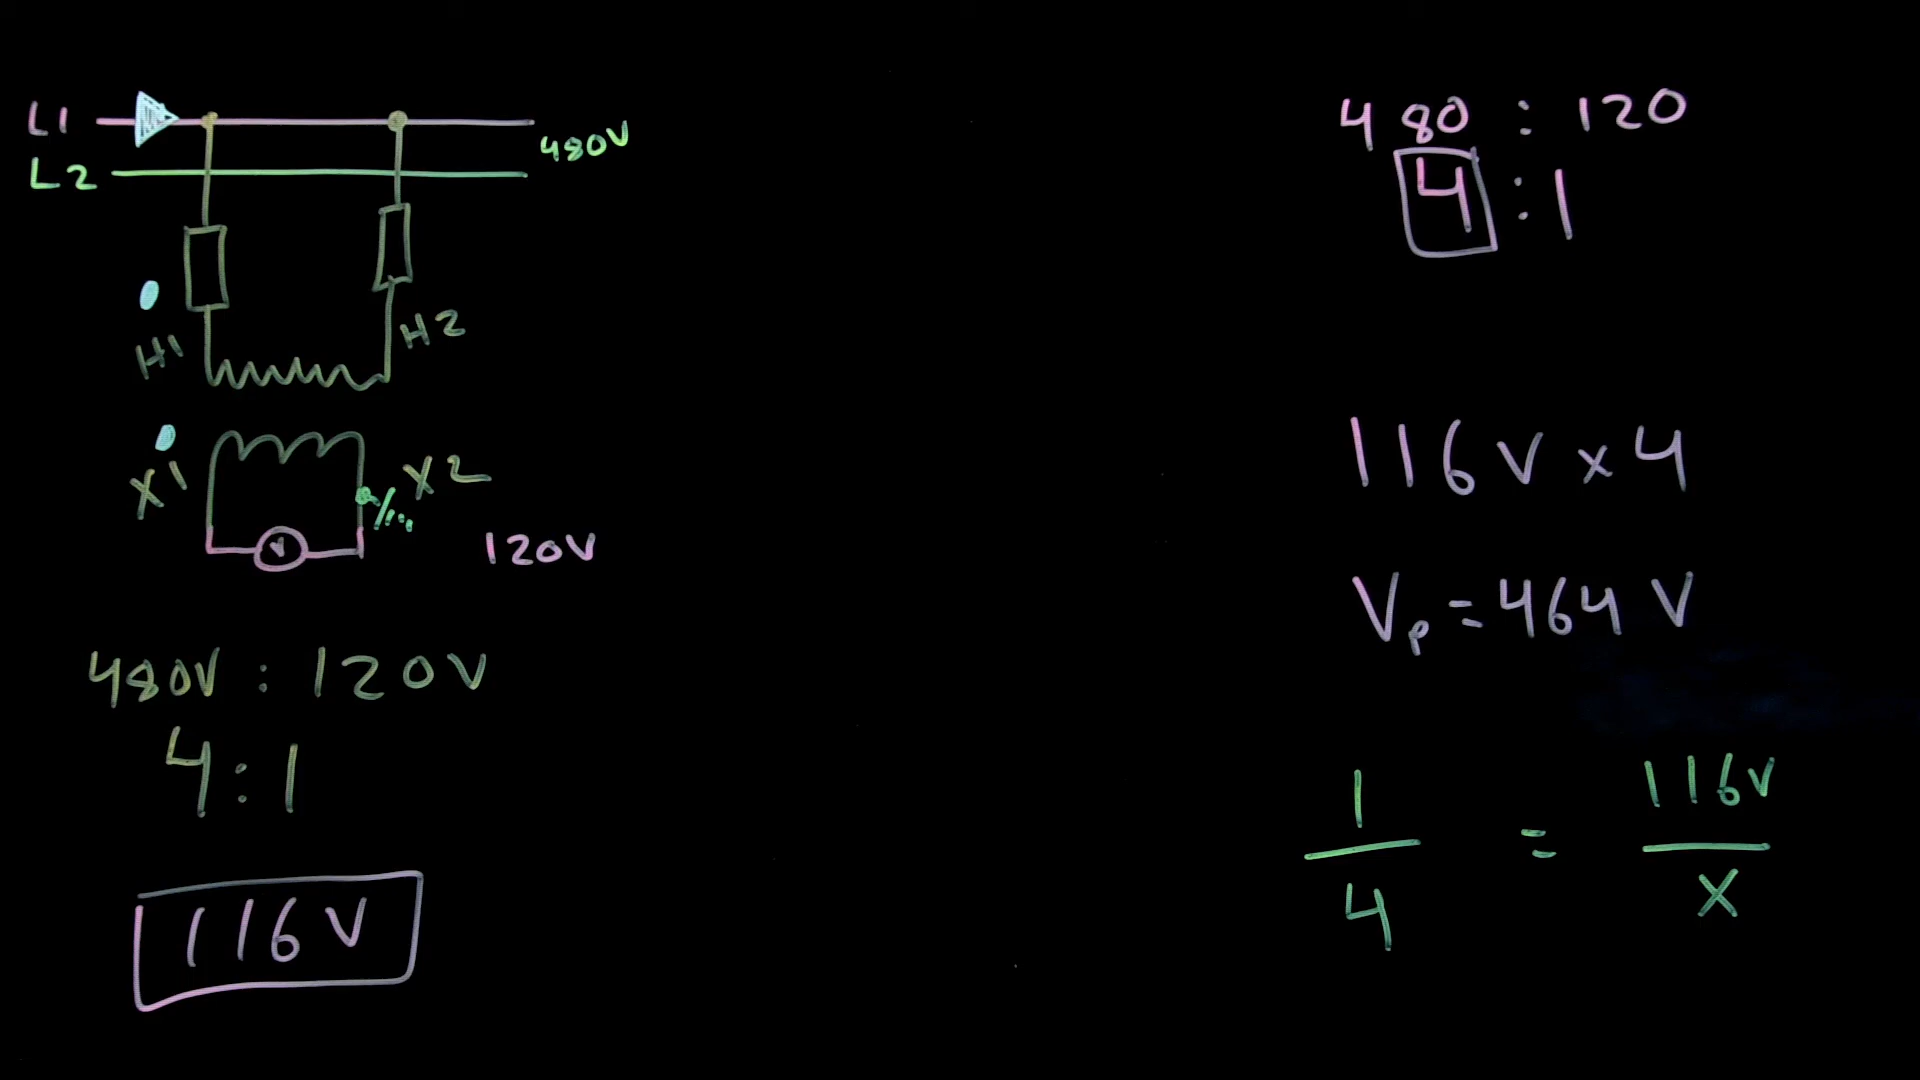 L1
L2
480V
H1
H2
X1
X2
V
120V
480V : 120V
4 : 1
116V
480 : 120
4 : 1
116V x 4
Vp = 464 V
1/4 = 116V/X